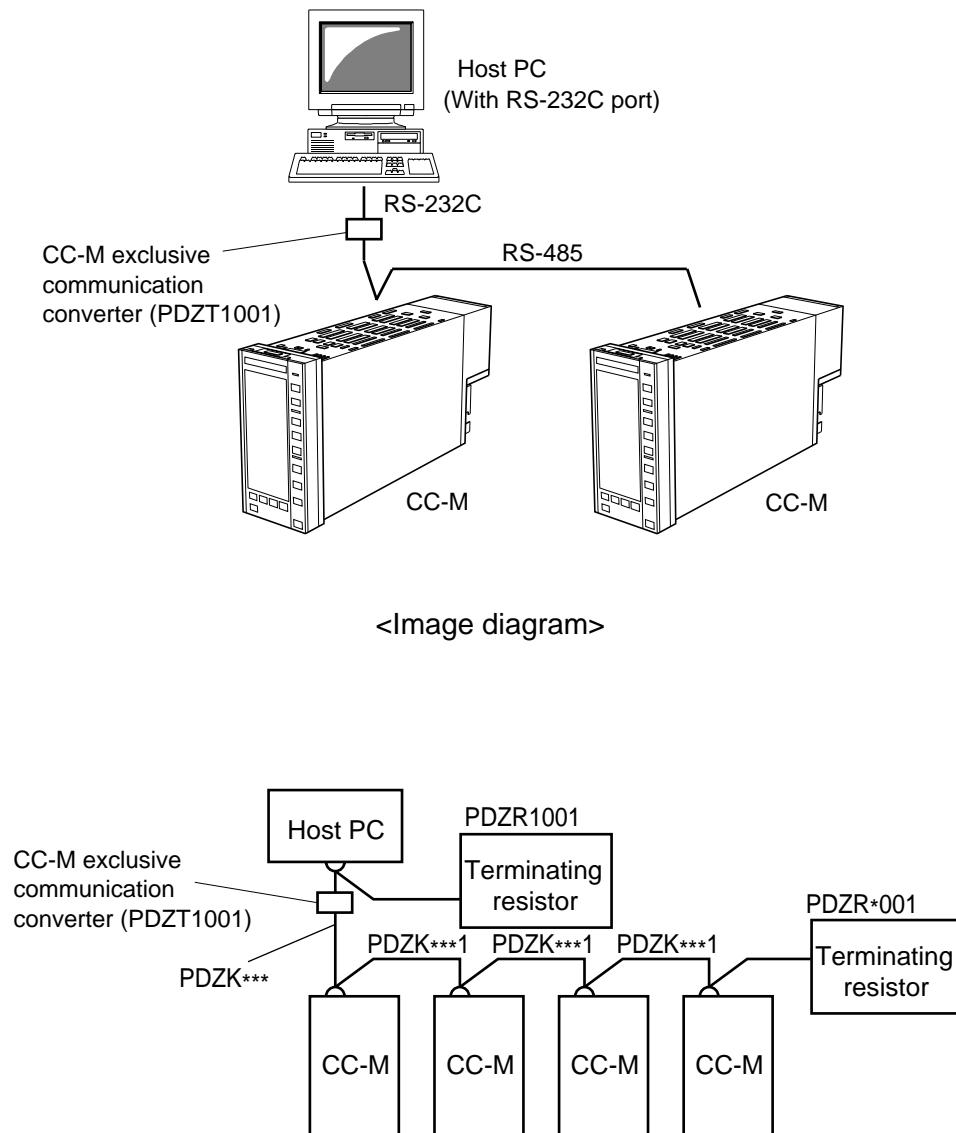 Host PC
(With RS-232C port)
RS-232C
CC-M exclusive
communication
converter (PDZT1001)
RS-485
CC-M
CC-M
<Image diagram>
Host PC
PDZR1001
Terminating
resistor
CC-M exclusive
communication
converter (PDZT1001)
PDZR*001
Terminating
resistor
PDZK***1
PDZK***1
PDZK***1
PDZK***
CC-M
CC-M
CC-M
CC-M